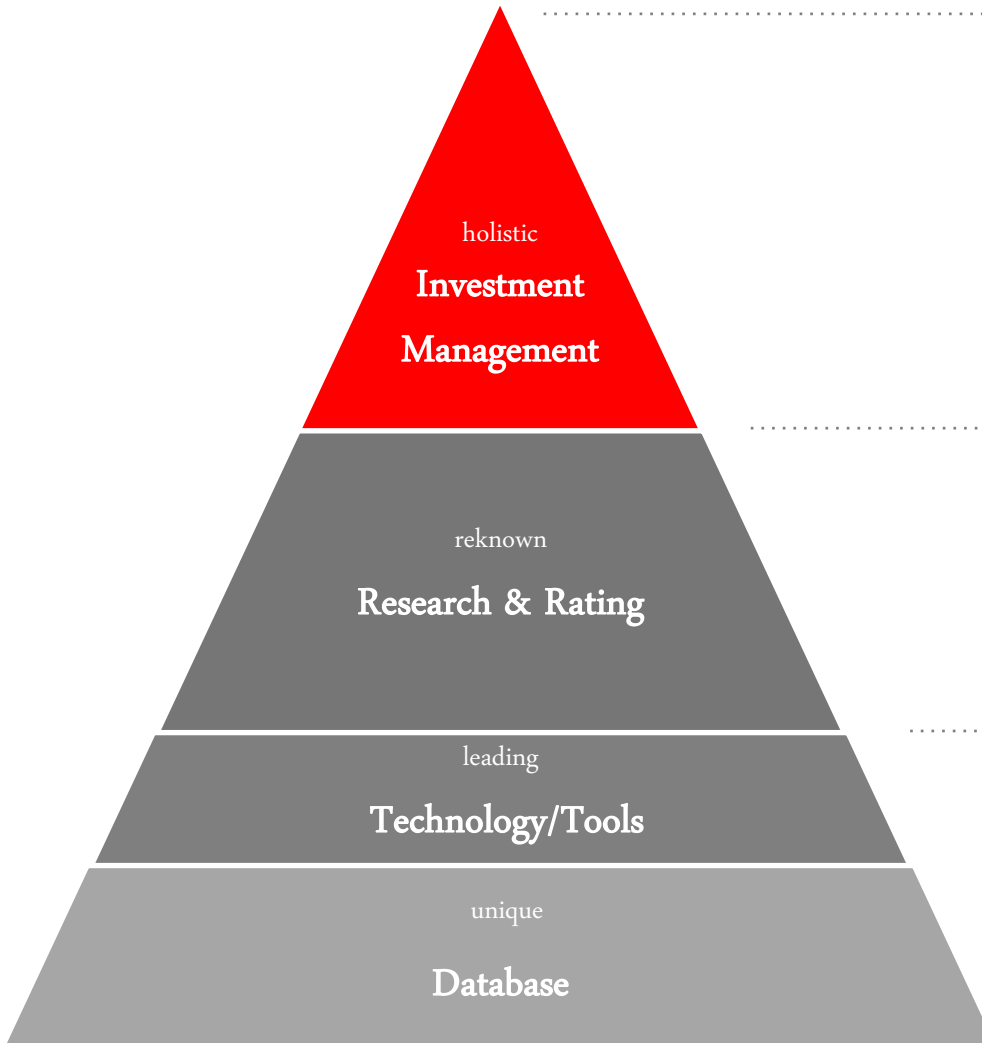 holistic
Investment
Management
reknown
Research & Rating
leading
Technology/Tools
unique
Database